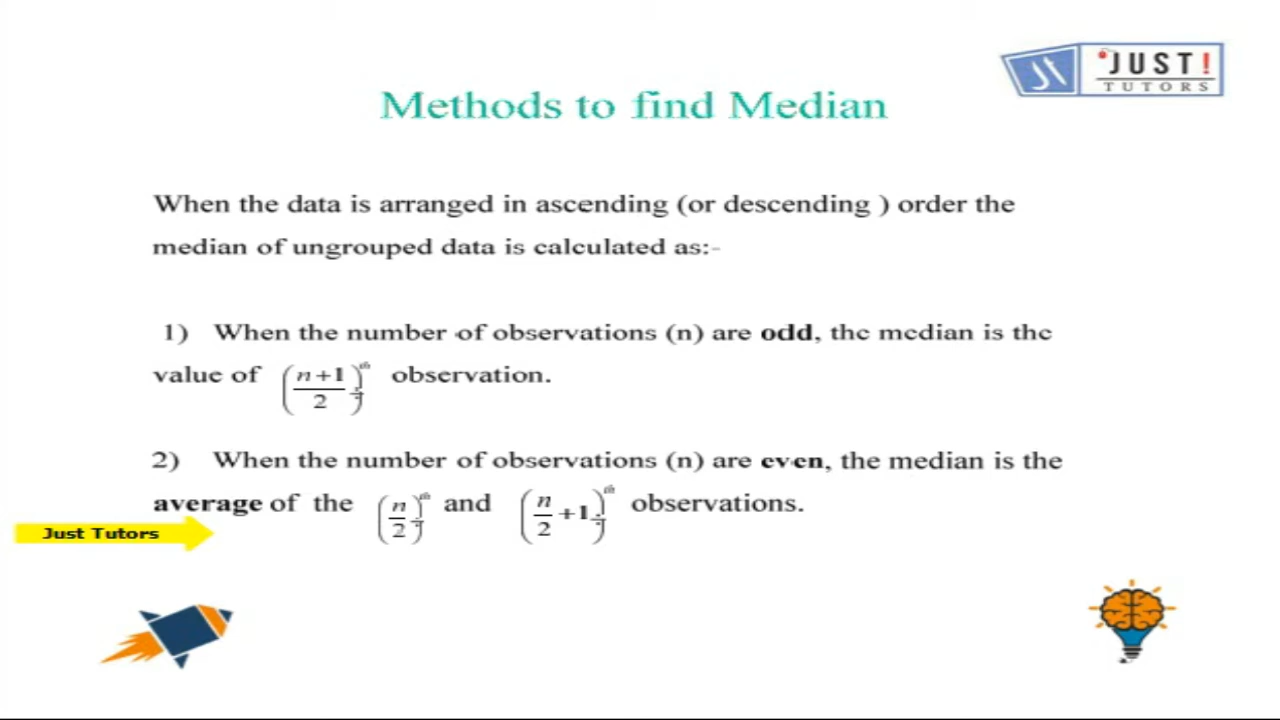 Jt JUST!
TUTORS
Methods to find Median
When the data is arranged in ascending (or descending ) order the
median of ungrouped data is calculated as:-
1) When the number of observations (n) are odd, the median is the
value of ((n+1)/2)^th observation.
2) When the number of observations (n) are even, the median is the
average of the (n/2)^th and (n/2 +1)^th observations.
Just Tutors